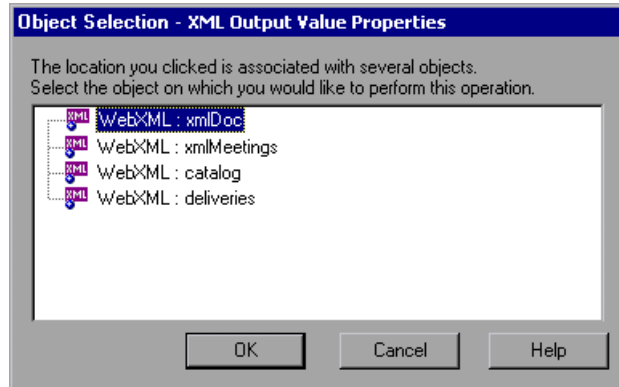 Object Selection - XML Output Value Properties
The location you clicked is associated with several objects.
Select the object on which you would like to perform this operation.
XML WebXML : xmlDoc
XML WebXML : xmlMeetings
XML WebXML : catalog
XML WebXML : deliveries
OK Cancel Help